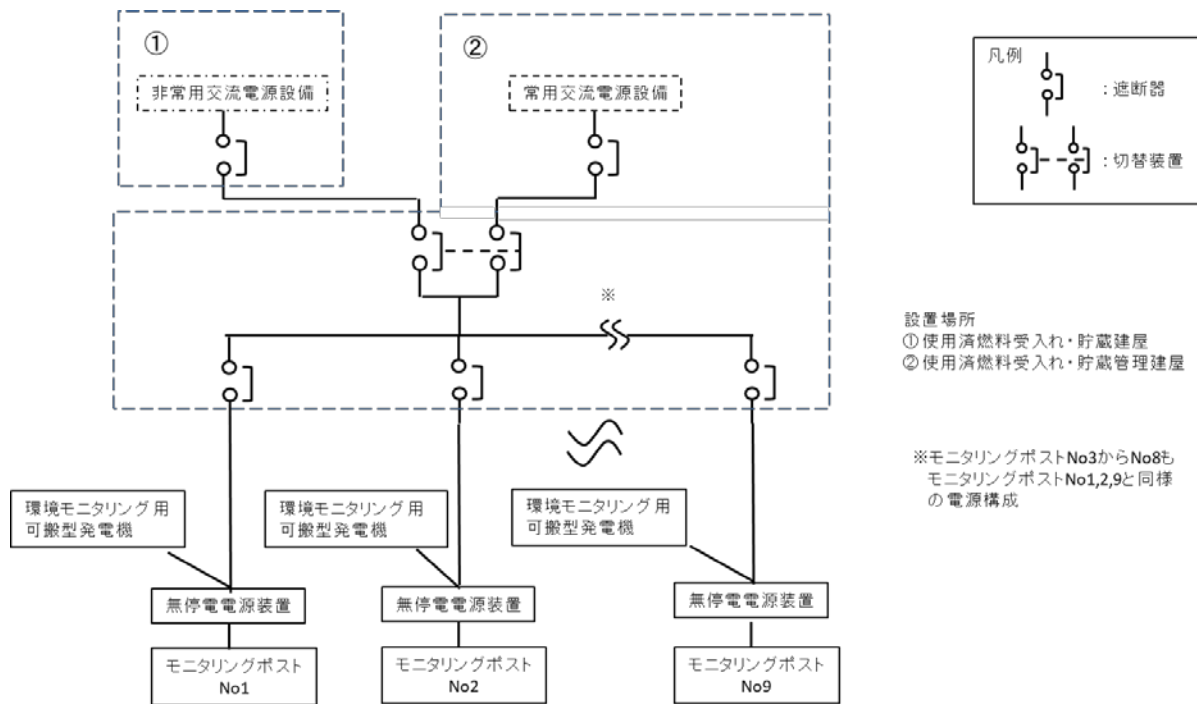 ①
非常用交流電源設備
②
常用交流電源設備
凡例
：遮断器
：切替装置
※
設置場所
①使用済燃料受入れ・貯蔵建屋
②使用済燃料受入れ・貯蔵管理建屋
※モニタリングポストNo3からNo8も
モニタリングポストNo1,2,9と同様
の電源構成
環境モニタリング用
可搬型発電機
環境モニタリング用
可搬型発電機
環境モニタリング用
可搬型発電機
無停電電源装置
無停電電源装置
無停電電源装置
モニタリングポスト
No1
モニタリングポスト
No2
モニタリングポスト
No9